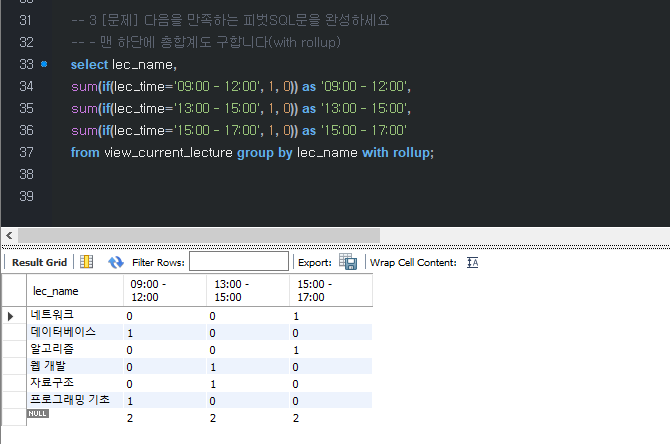 31 -- 3 [문제] 다음을 만족하는 피벗SQL문을 완성하세요
32 -- - 맨 하단에 총합계도 구합니다(with rollup)
33 select lec_name,
34 sum(if(lec_time='09:00 - 12:00', 1, 0)) as '09:00 - 12:00',
35 sum(if(lec_time='13:00 - 15:00', 1, 0)) as '13:00 - 15:00',
36 sum(if(lec_time='15:00 - 17:00', 1, 0)) as '15:00 - 17:00'
37 from view_current_lecture group by lec_name with rollup;
38
39
Result Grid Filter Rows: Export: Wrap Cell Content: IA
lec_name 09:00 - 12:00 13:00 - 15:00 15:00 - 17:00
네트워크 0 0 1
데이터베이스 1 0 0
알고리즘 0 0 1
웹 개발 0 1 0
자료구조 0 1 0
프로그래밍 기초 1 0 0
NULL 2 2 2